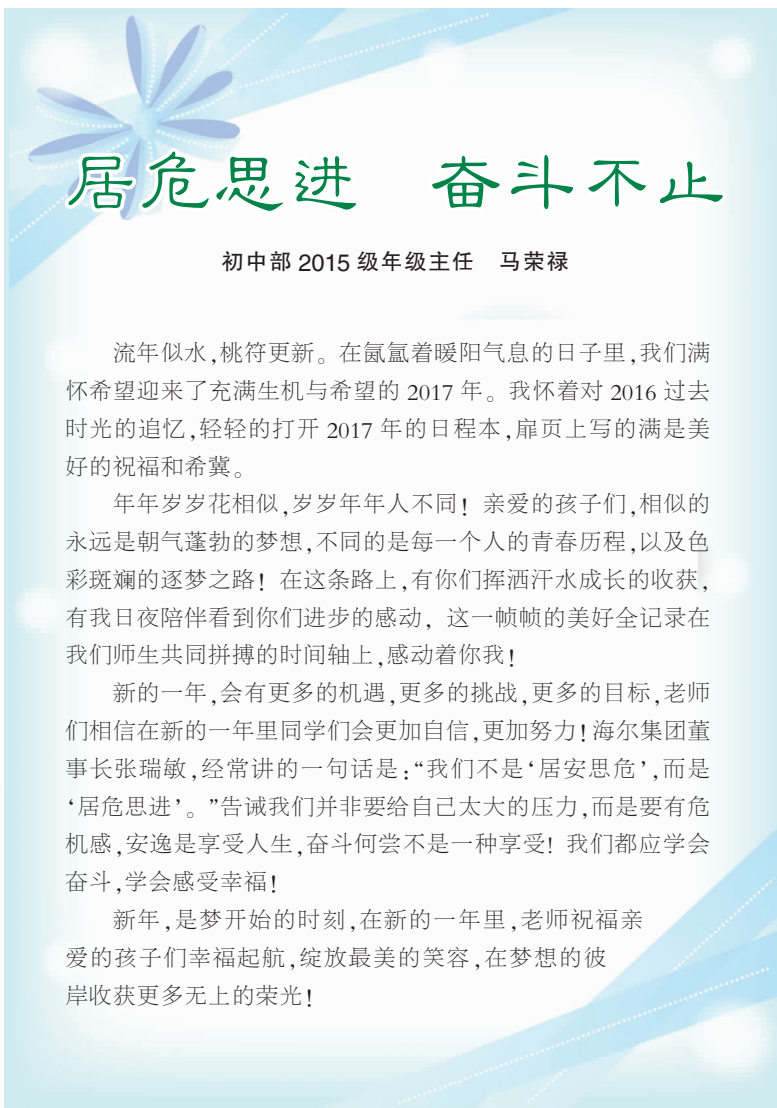 居危思进　奋斗不止
初中部 2015 级年级主任　马荣禄
流年似水,桃符更新。在氤氲着暖阳气息的日子里,我们满
怀希望迎来了充满生机与希望的 2017 年。我怀着对 2016 过去
时光的追忆,轻轻的打开 2017 年的日程本,扉页上写的满是美
好的祝福和希冀。
年年岁岁花相似,岁岁年年人不同!亲爱的孩子们,相似的
永远是朝气蓬勃的梦想,不同的是每一个人的青春历程,以及色
彩斑斓的逐梦之路!在这条路上,有你们挥洒汗水成长的收获,
有我日夜陪伴看到你们进步的感动,这一帧帧的美好全记录在
我们师生共同拼搏的时间轴上,感动着你我!
新的一年,会有更多的机遇,更多的挑战,更多的目标,老师
们相信在新的一年里同学们会更加自信,更加努力!海尔集团董
事长张瑞敏,经常讲的一句话是:“我们不是‘居安思危’,而是
‘居危思进’。”告诫我们并非要给自己太大的压力,而是要有危
机感,安逸是享受人生,奋斗何尝不是一种享受!我们都应学会
奋斗,学会感受幸福!
新年,是梦开始的时刻,在新的一年里,老师祝福亲
爱的孩子们幸福起航,绽放最美的笑容,在梦想的彼
岸收获更多无上的荣光!